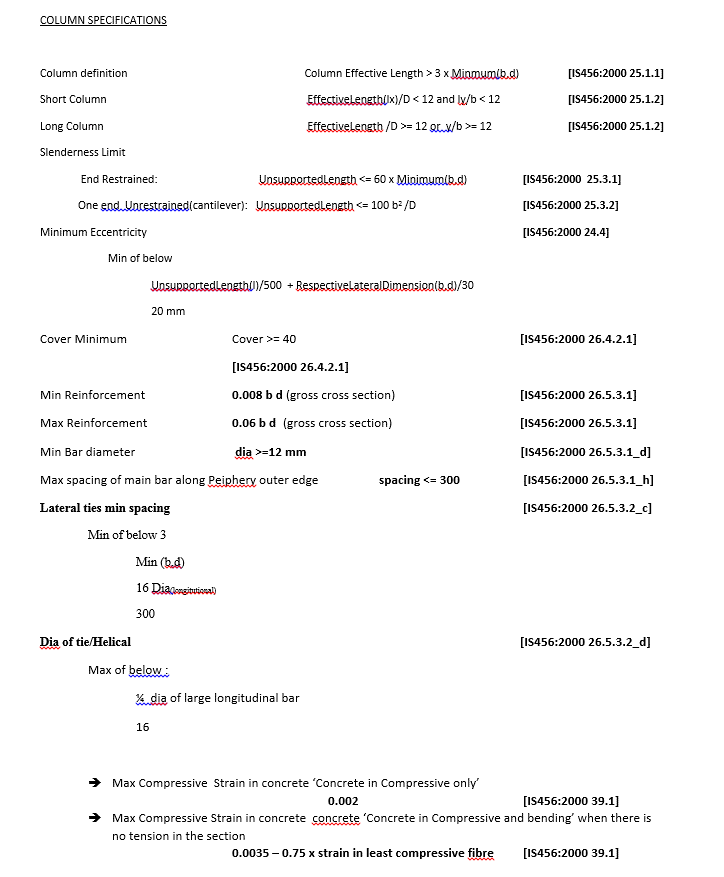 COLUMN SPECIFICATIONS
Column definition Column Effective Length > 3 x Minmum(b,d) [IS456:2000 25.1.1]
Short Column EffectiveLength(lx)/D < 12 and ly/b < 12 [IS456:2000 25.1.2]
Long Column EffectiveLength /D >= 12 or y/b >= 12 [IS456:2000 25.1.2]
Slenderness Limit
End Restrained: UnsupportedLength <= 60 x Minimum(b,d) [IS456:2000 25.3.1]
One end Unrestrained(cantilever): UnsupportedLength <= 100 b² /D [IS456:2000 25.3.2]
Minimum Eccentricity [IS456:2000 24.4]
Min of below
UnsupportedLength(l)/500 + RespectiveLateralDimension(b,d)/30
20 mm
Cover Minimum Cover >= 40 [IS456:2000 26.4.2.1]
[IS456:2000 26.4.2.1]
Min Reinforcement 0.008 b d (gross cross section) [IS456:2000 26.5.3.1]
Max Reinforcement 0.06 b d (gross cross section) [IS456:2000 26.5.3.1]
Min Bar diameter dia >=12 mm [IS456:2000 26.5.3.1_d]
Max spacing of main bar along Peiphery outer edge spacing <= 300 [IS456:2000 26.5.3.1_h]
Lateral ties min spacing [IS456:2000 26.5.3.2_c]
Min of below 3
Min (b,d)
16 Dia(longitutional)
300
Dia of tie/Helical [IS456:2000 26.5.3.2_d]
Max of below :
¼ dia of large longitudinal bar
16
➔ Max Compressive Strain in concrete ‘Concrete in Compressive only’
0.002 [IS456:2000 39.1]
➔ Max Compressive Strain in concrete concrete ‘Concrete in Compressive and bending’ when there is
no tension in the section
0.0035 – 0.75 x strain in least compressive fibre [IS456:2000 39.1]